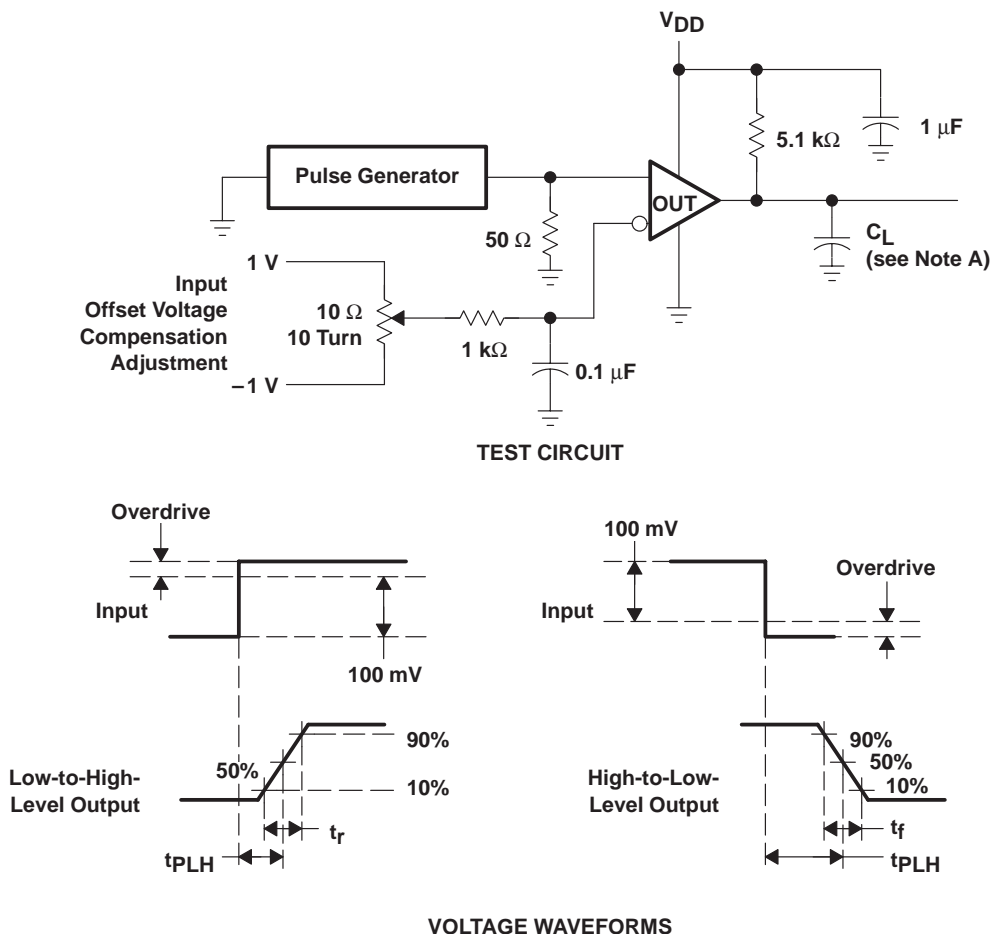 VDD
1 μF
5.1 kΩ
Pulse Generator
OUT
50 Ω
CL
(see Note A)
1 V
Input
Offset Voltage
Compensation
Adjustment
10 Ω
10 Turn
1 kΩ
0.1 μF
−1 V
TEST CIRCUIT
Overdrive
Input
100 mV
Low-to-High-
Level Output
50%
90%
10%
tr
tPLH
100 mV
Overdrive
Input
High-to-Low-
Level Output
90%
50%
10%
tf
tPLH
VOLTAGE WAVEFORMS